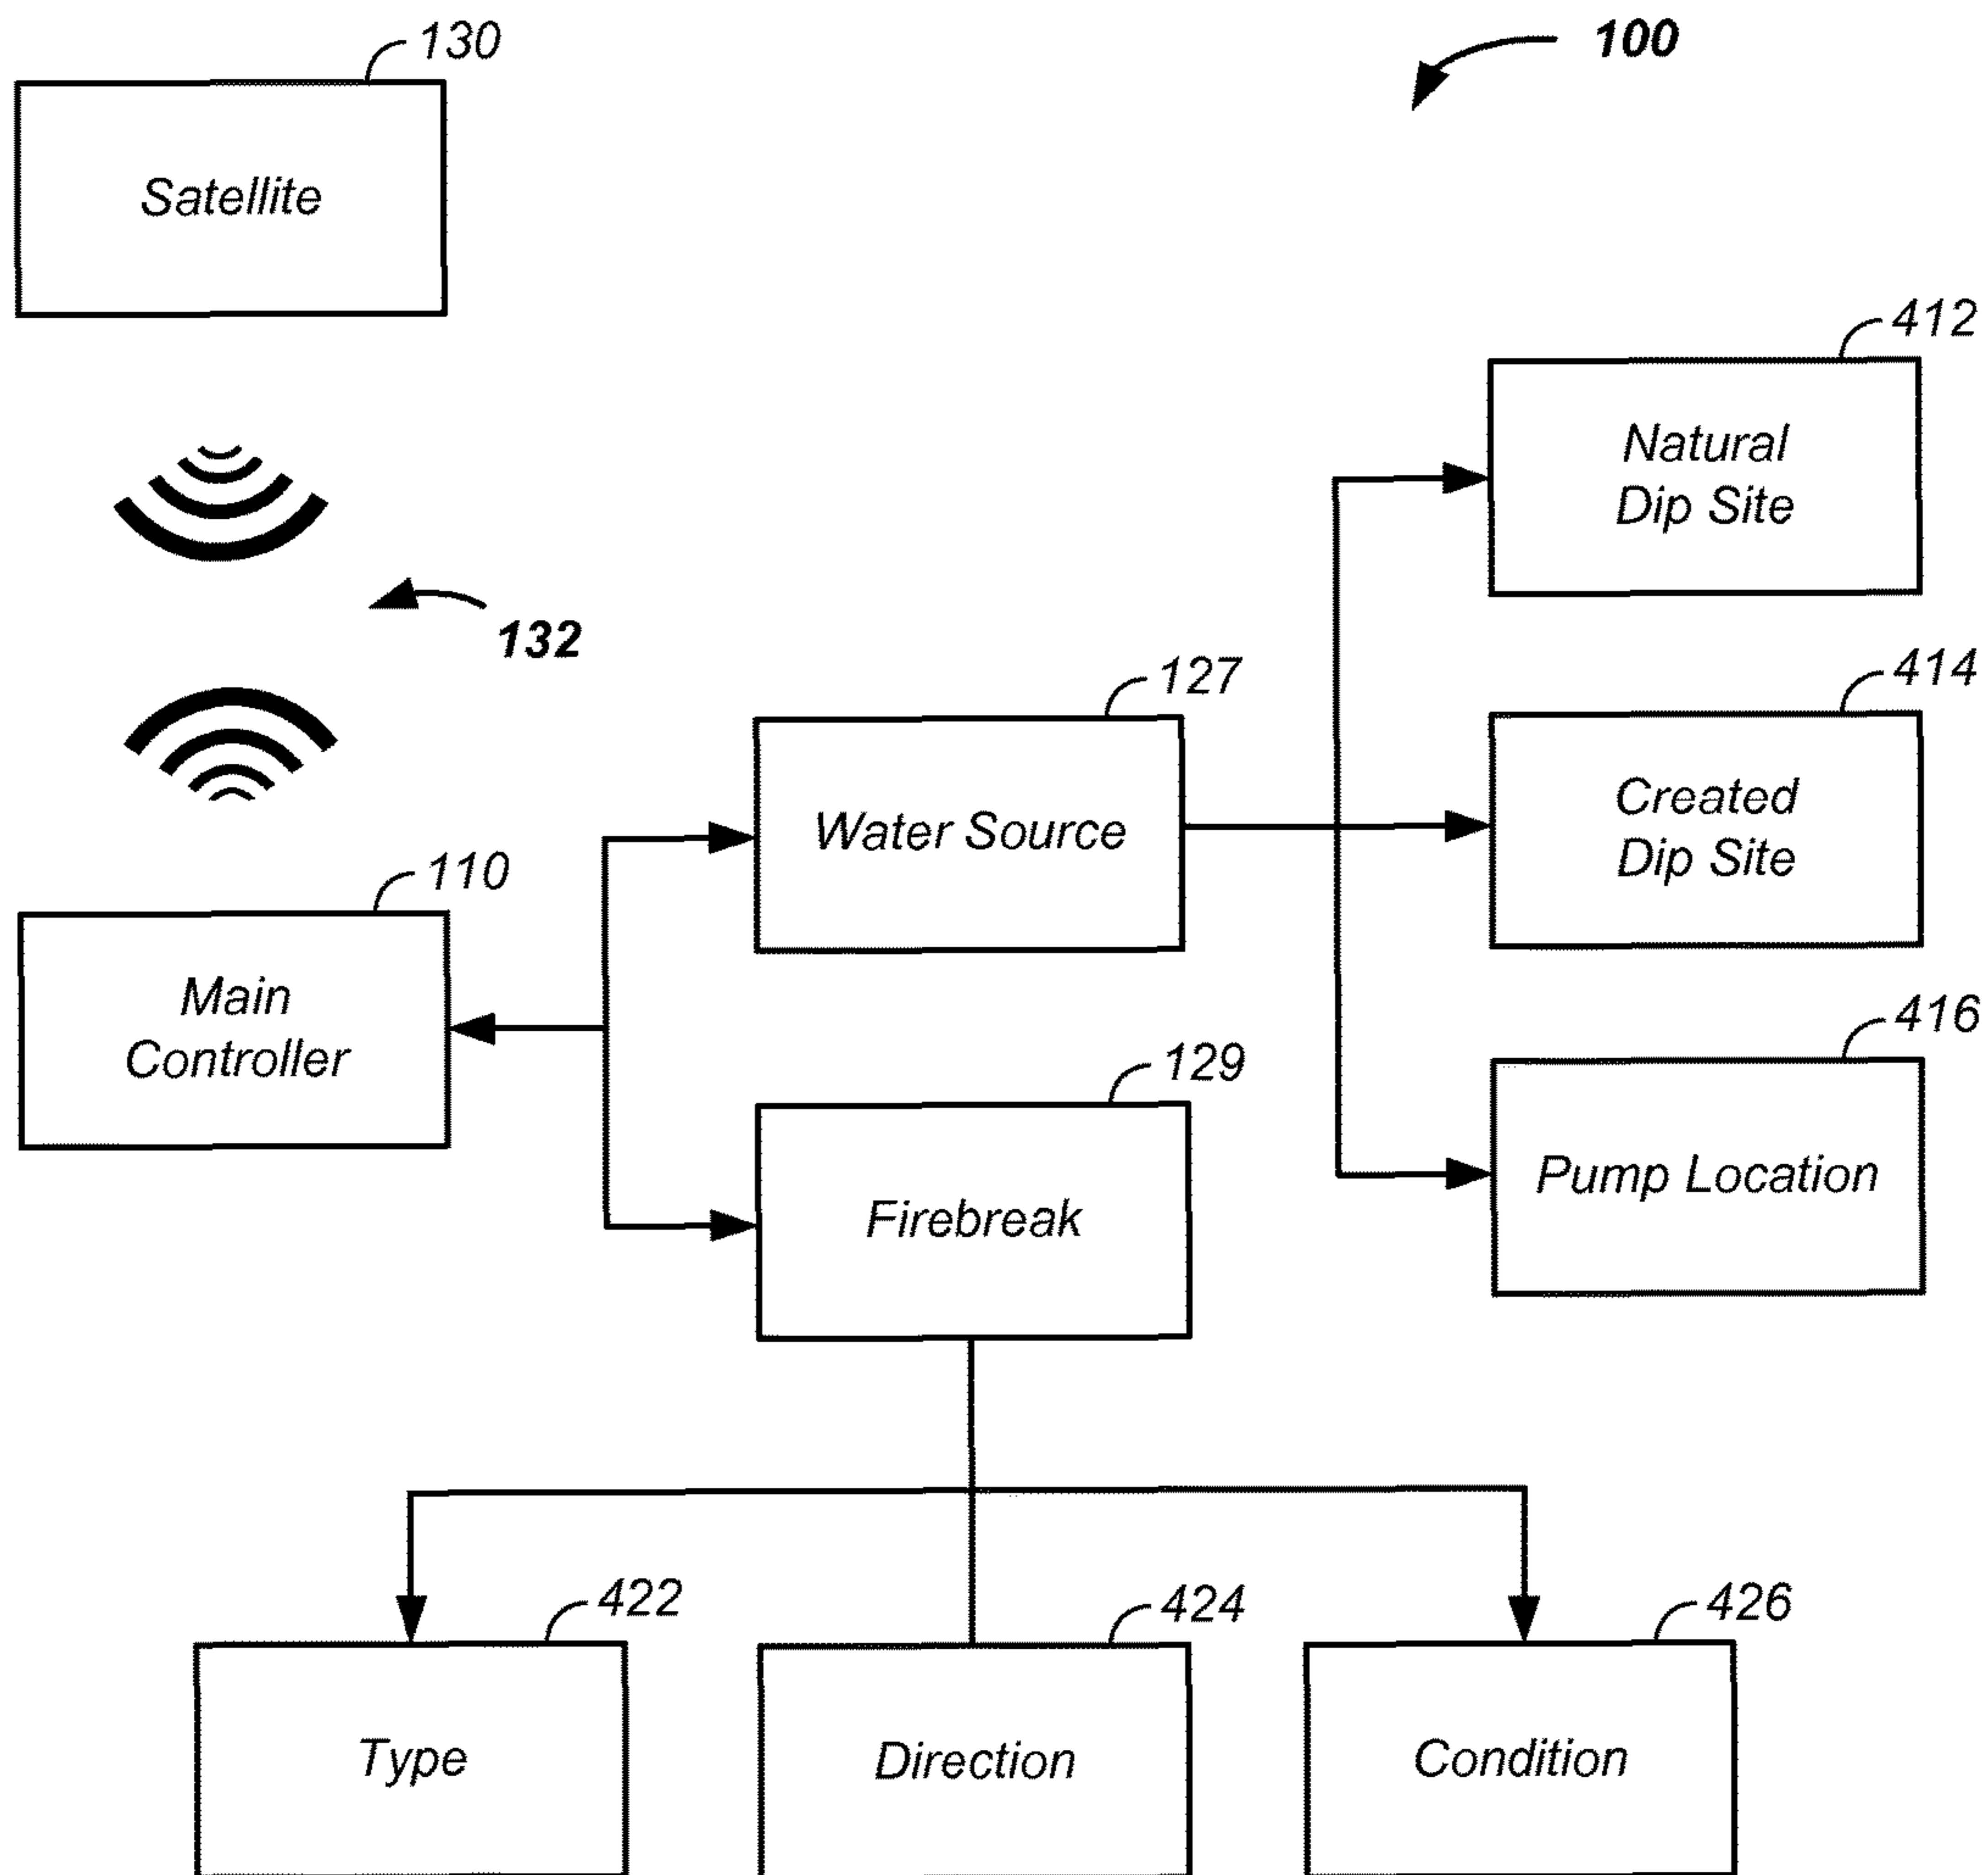 130
100
Satellite
412
Natural
Dip Site
132
127
414
Water Source
Created
Dip Site
110
Main
Controller
416
129
Pump Location
Firebreak
422
424
426
Type
Direction
Condition